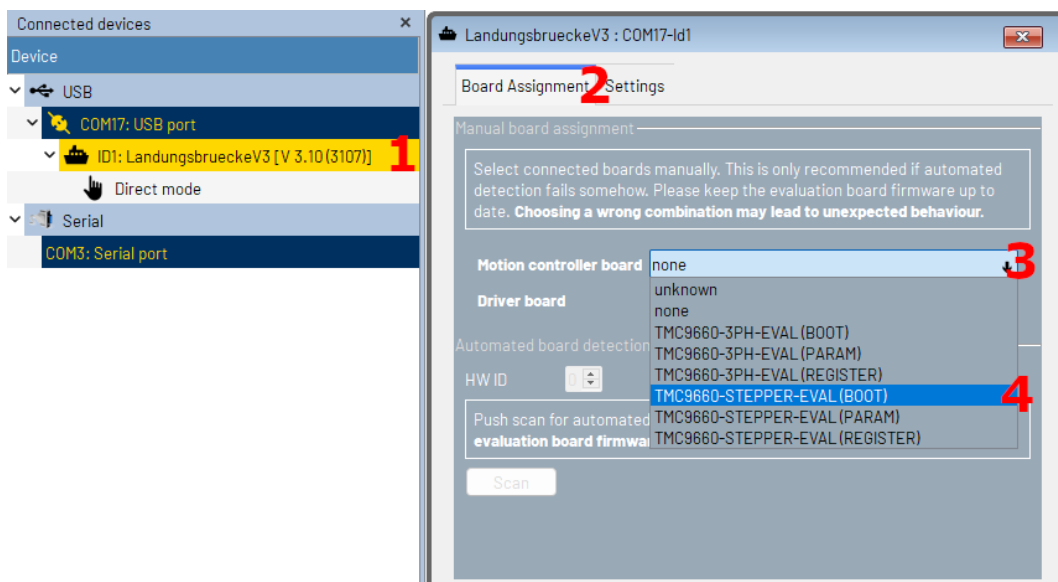 Connected devices
Device
USB
COM17: USB port
ID1: LandungsbrueckeV3 [V 3.10 (3107)]
1
Direct mode
Serial
COM3: Serial port
LandungsbrueckeV3 : COM17-Id1
Board Assignment
2
Settings
Manual board assignment
Select connected boards manually. This is only recommended if automated
detection fails somehow. Please keep the evaluation board firmware up to
date. Choosing a wrong combination may lead to unexpected behaviour.
Motion controller board none
3
Driver board
unknown
none
TMC9660-3PH-EVAL (BOOT)
TMC9660-3PH-EVAL (PARAM)
TMC9660-3PH-EVAL (REGISTER)
TMC9660-STEPPER-EVAL (BOOT)
4
TMC9660-STEPPER-EVAL (PARAM)
TMC9660-STEPPER-EVAL (REGISTER)
Automated board detection
HW ID 0
Push scan for automated
evaluation board
Scan